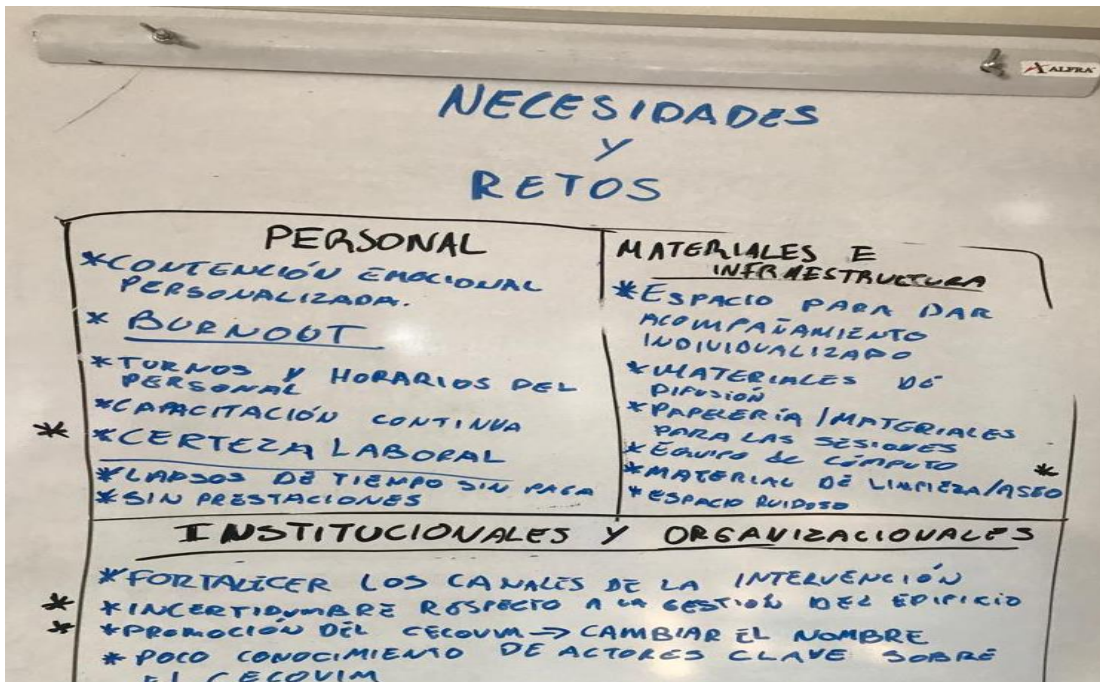 ALFRA
NECESIDADES
Y
RETOS
PERSONAL
*CONTENCIÓN EMOCIONAL
PERSONALIZADA.
* BURNOUT
*TURNOS Y HORARIOS DEL
PERSONAL
*CAPACITACIÓN CONTINUA
* *CERTEZA LABORAL
*LAPSOS DE TIEMPO SIN PAGA
*SIN PRESTACIONES
MATERIALES E
INFRAESTRUCTURA
*ESPACIO PARA DAR
ACOMPAÑAMIENTO
INDIVIDUALIZADO
*MATERIALES DE
DIFUSIÓN
*PAPELERÍA/MATERIALES
PARA LAS SESIONES
*EQUIPO DE CÓMPUTO
*MATERIAL DE LIMPIEZA/ASEO *
*ESPACIO RUIDOSO
INSTITUCIONALES Y ORGANIZACIONALES
*FORTALECER LOS CANALES DE LA INTERVENCIÓN
* *INCERTIDUMBRE RESPECTO A LA GESTIÓN DEL EDIFICIO
* *PROMOCIÓN DEL CECOVIM → CAMBIAR EL NOMBRE
*POCO CONOCIMIENTO DE ACTORES CLAVE SOBRE
EL CECOVIM